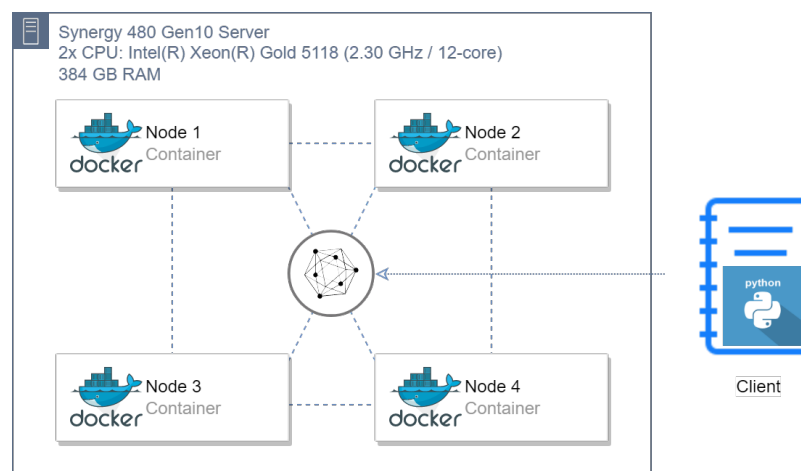 Synergy 480 Gen10 Server
2x CPU: Intel(R) Xeon(R) Gold 5118 (2.30 GHz / 12-core)
384 GB RAM
docker
Node 1
Container
docker
Node 2
Container
python
Client
docker
Node 3
Container
docker
Node 4
Container